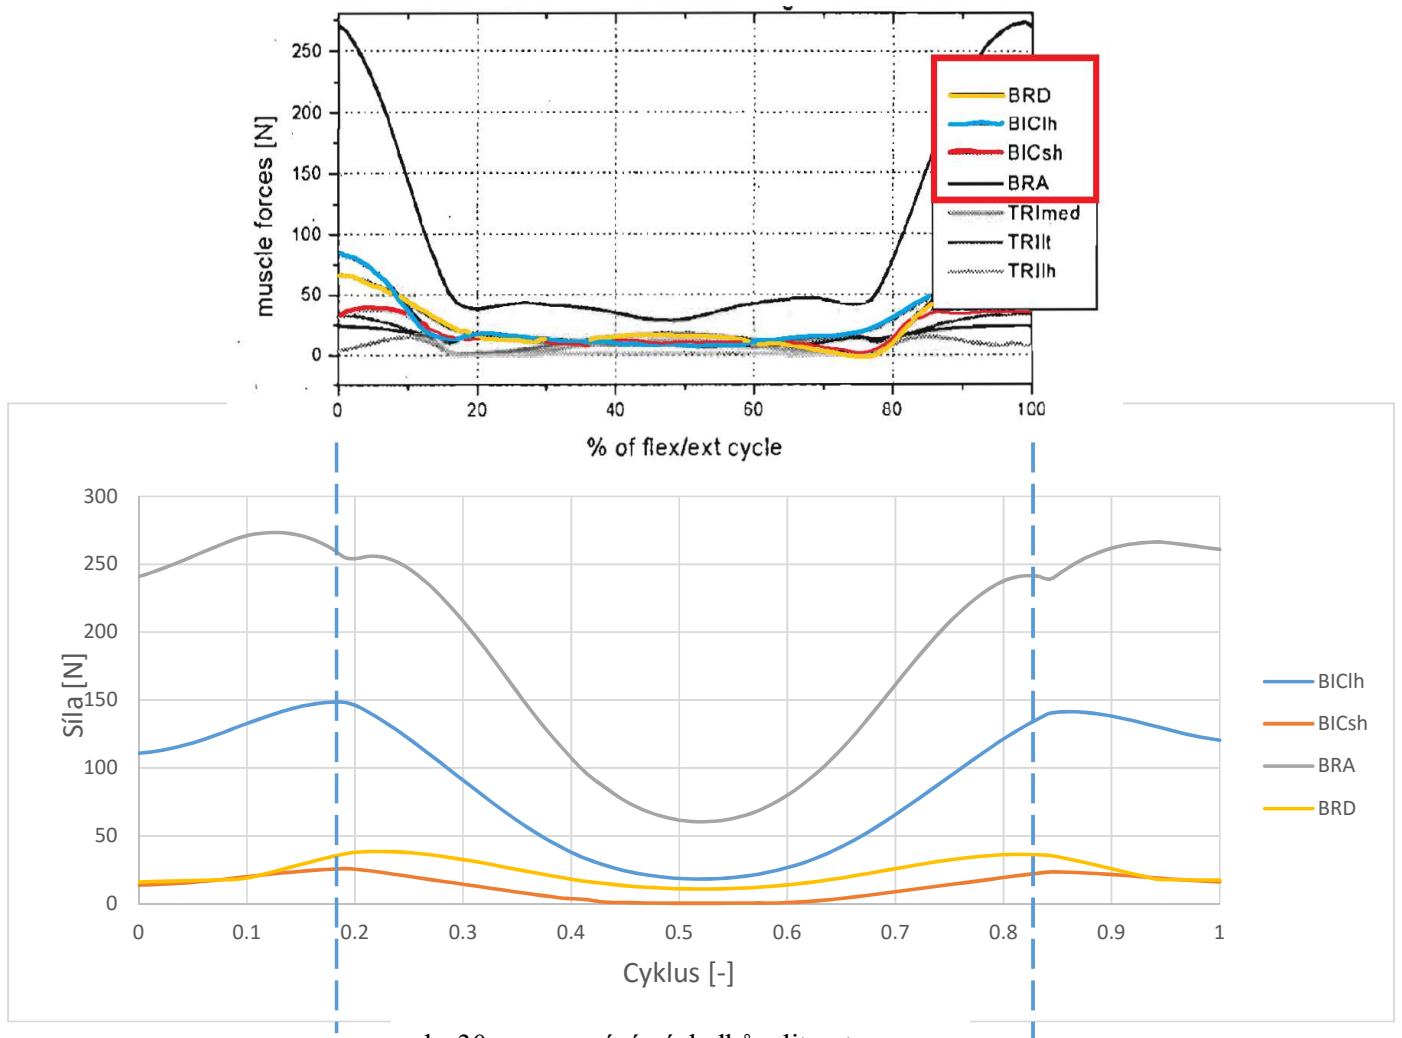 muscle forces [N]
250
200
150
100
50
0
BRD
BIClh
BICsh
BRA
TRImed
TRIlt
TRIlh
0 20 40 60 80 100
% of flex/ext cycle
Síla [N]
300
250
200
150
100
50
0
0 0.1 0.2 0.3 0.4 0.5 0.6 0.7 0.8 0.9 1
Cyklus [-]
BIClh
BICsh
BRA
BRD